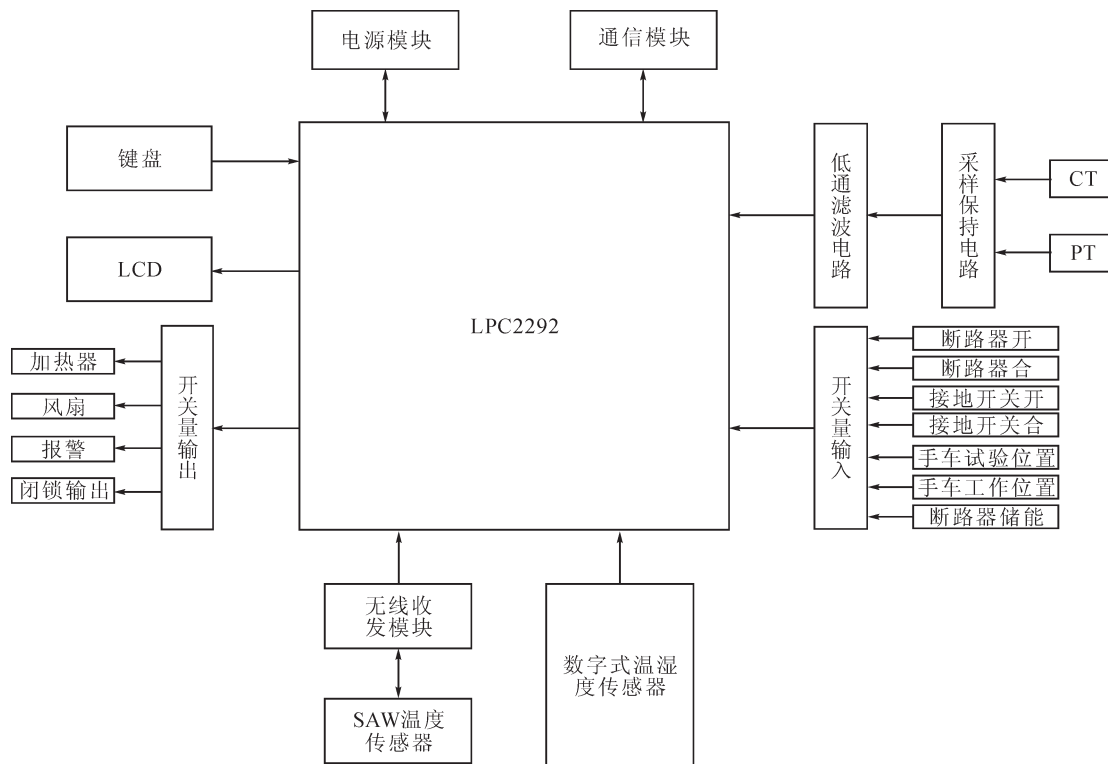 电源模块
通信模块
键盘
低通滤波电路
采样保持电路
CT
LCD
PT
LPC2292
加热器
风扇
报警
闭锁输出
开关量输出
开关量输入
断路器开
断路器合
接地开关开
接地开关合
手车试验位置
手车工作位置
断路器储能
无线收
发模块
数字式温湿
度传感器
SAW温度
传感器